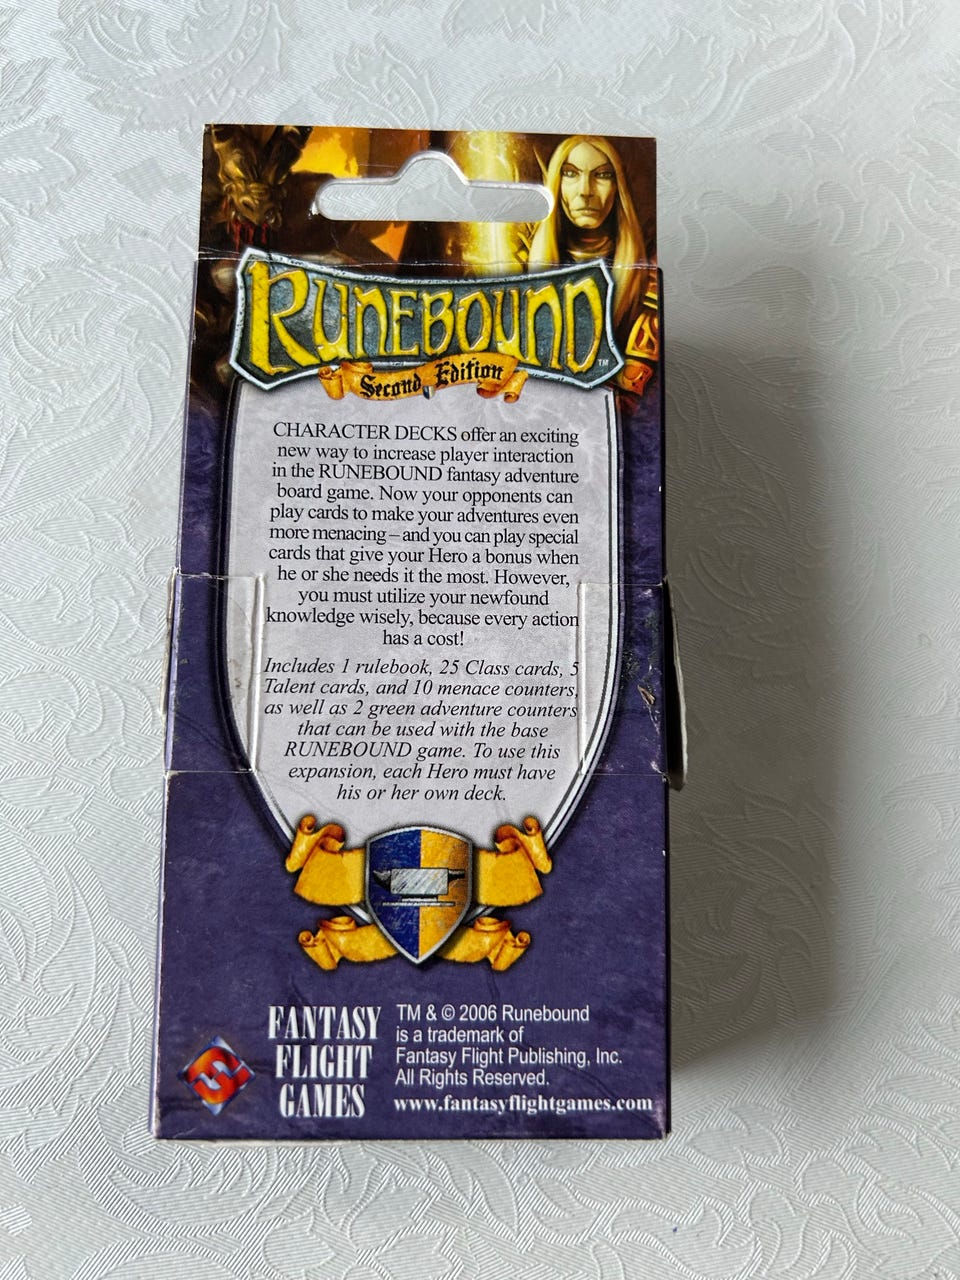 RUNEBOUND™
Second Edition
CHARACTER DECKS offer an exciting
new way to increase player interaction
in the RUNEBOUND fantasy adventure
board game. Now your opponents can
play cards to make your adventures even
more menacing – and you can play special
cards that give your Hero a bonus when
he or she needs it the most. However,
you must utilize your newfound
knowledge wisely, because every action
has a cost!
Includes 1 rulebook, 25 Class cards, 5
Talent cards, and 10 menace counters,
as well as 2 green adventure counters
that can be used with the base
RUNEBOUND game. To use this
expansion, each Hero must have
his or her own deck.
FANTASY
FLIGHT
GAMES
TM & © 2006 Runebound
is a trademark of
Fantasy Flight Publishing, Inc.
All Rights Reserved.
www.fantasyflightgames.com